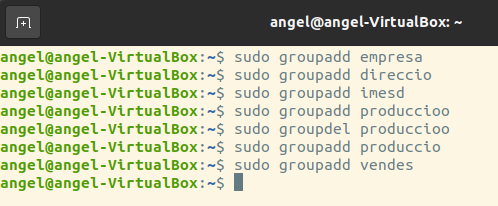 angel@angel-VirtualBox: ~
angel@angel-VirtualBox:~$ sudo groupadd empresa
angel@angel-VirtualBox:~$ sudo groupadd direccio
angel@angel-VirtualBox:~$ sudo groupadd imesd
angel@angel-VirtualBox:~$ sudo groupadd produccioo
angel@angel-VirtualBox:~$ sudo groupdel produccioo
angel@angel-VirtualBox:~$ sudo groupadd produccio
angel@angel-VirtualBox:~$ sudo groupadd vendes
angel@angel-VirtualBox:~$